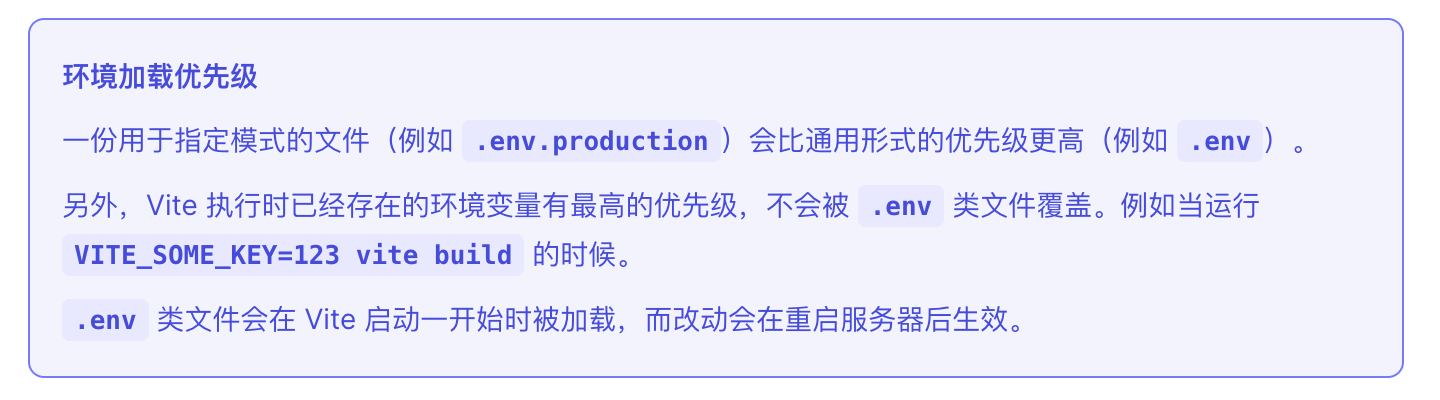 环境加载优先级
一份用于指定模式的文件（例如 .env.production）会比通用形式的优先级更高（例如 .env）。
另外，Vite 执行时已经存在的环境变量有最高的优先级，不会被 .env 类文件覆盖。例如当运行
VITE_SOME_KEY=123 vite build 的时候。
.env 类文件会在 Vite 启动一开始时被加载，而改动会在重启服务器后生效。